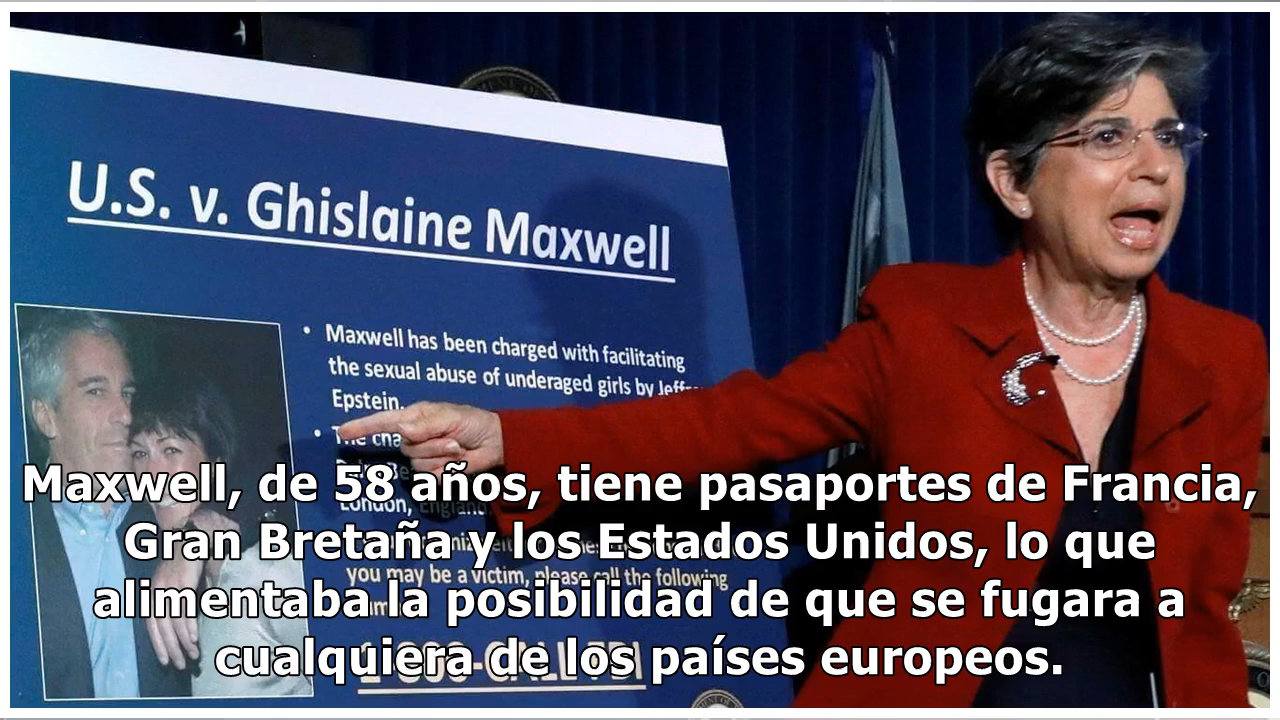 U.S. v. Ghislaine Maxwell
• Maxwell has been charged with facilitating
the sexual abuse of underaged girls by
Epstein.
• The
London, England
you may be a victim, please call the following
Maxwell, de 58 años, tiene pasaportes de Francia,
Gran Bretaña y los Estados Unidos, lo que
alimentaba la posibilidad de que se fugara a
cualquiera de los países europeos.